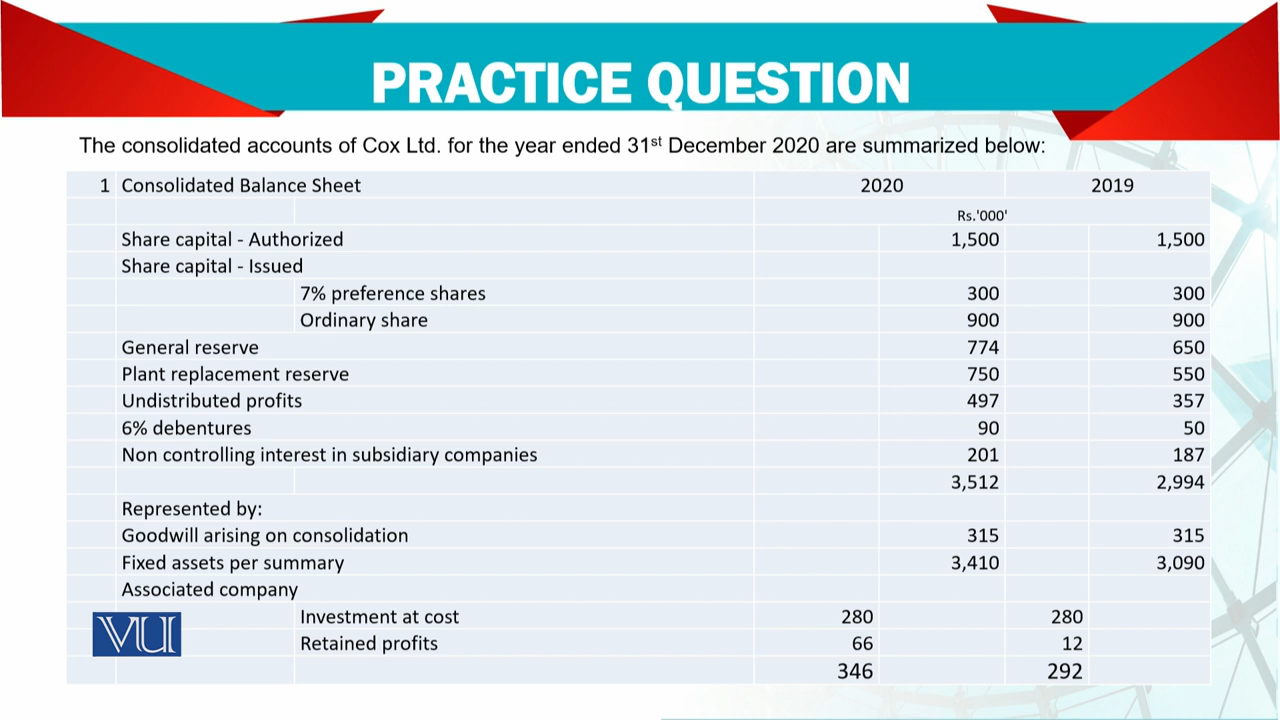 PRACTICE QUESTION
The consolidated accounts of Cox Ltd. for the year ended 31st December 2020 are summarized below:
1 Consolidated Balance Sheet 2020 2019
Rs.'000'
Share capital - Authorized 1,500 1,500
Share capital - Issued
7% preference shares 300 300
Ordinary share 900 900
General reserve 774 650
Plant replacement reserve 750 550
Undistributed profits 497 357
6% debentures 90 50
Non controlling interest in subsidiary companies 201 187
3,512 2,994
Represented by:
Goodwill arising on consolidation 315 315
Fixed assets per summary 3,410 3,090
Associated company
Investment at cost 280 280
VU
Retained profits 66 12
346 292